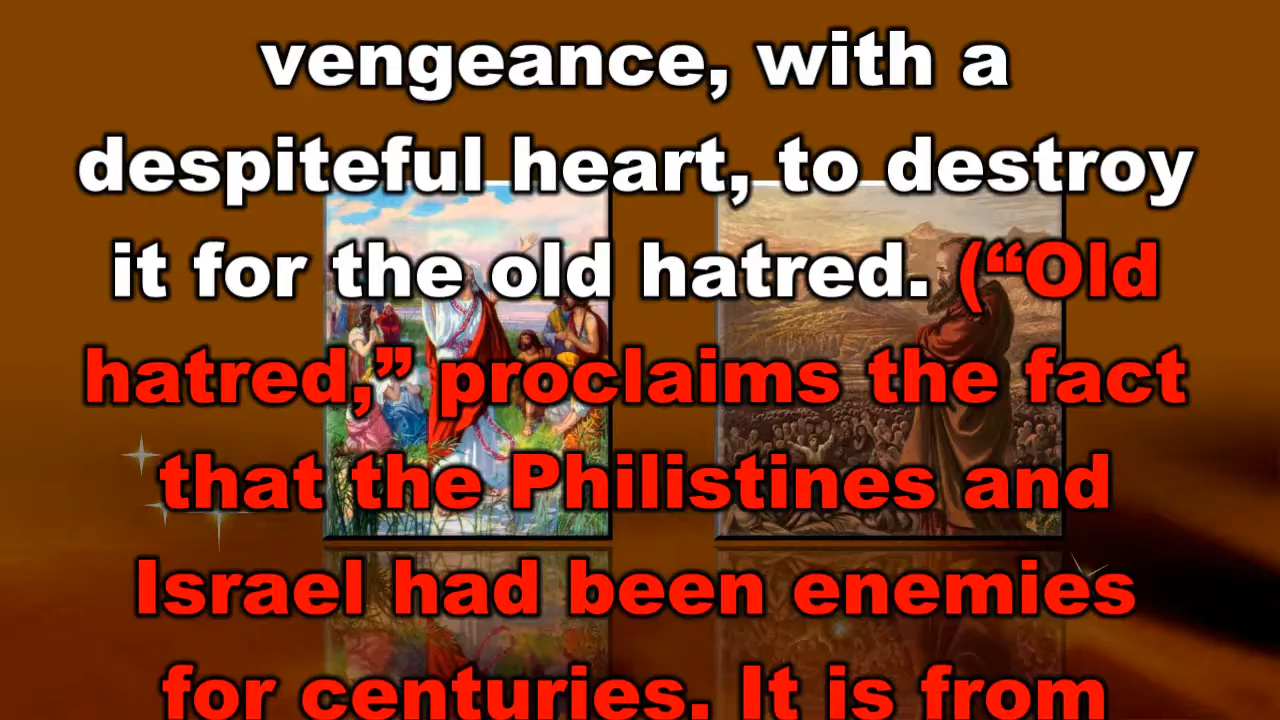 vengeance, with a
despiteful heart, to destroy
it for the old hatred. (“Old
hatred,” proclaims the fact
that the Philistines and
Israel had been enemies
for centuries. It is from